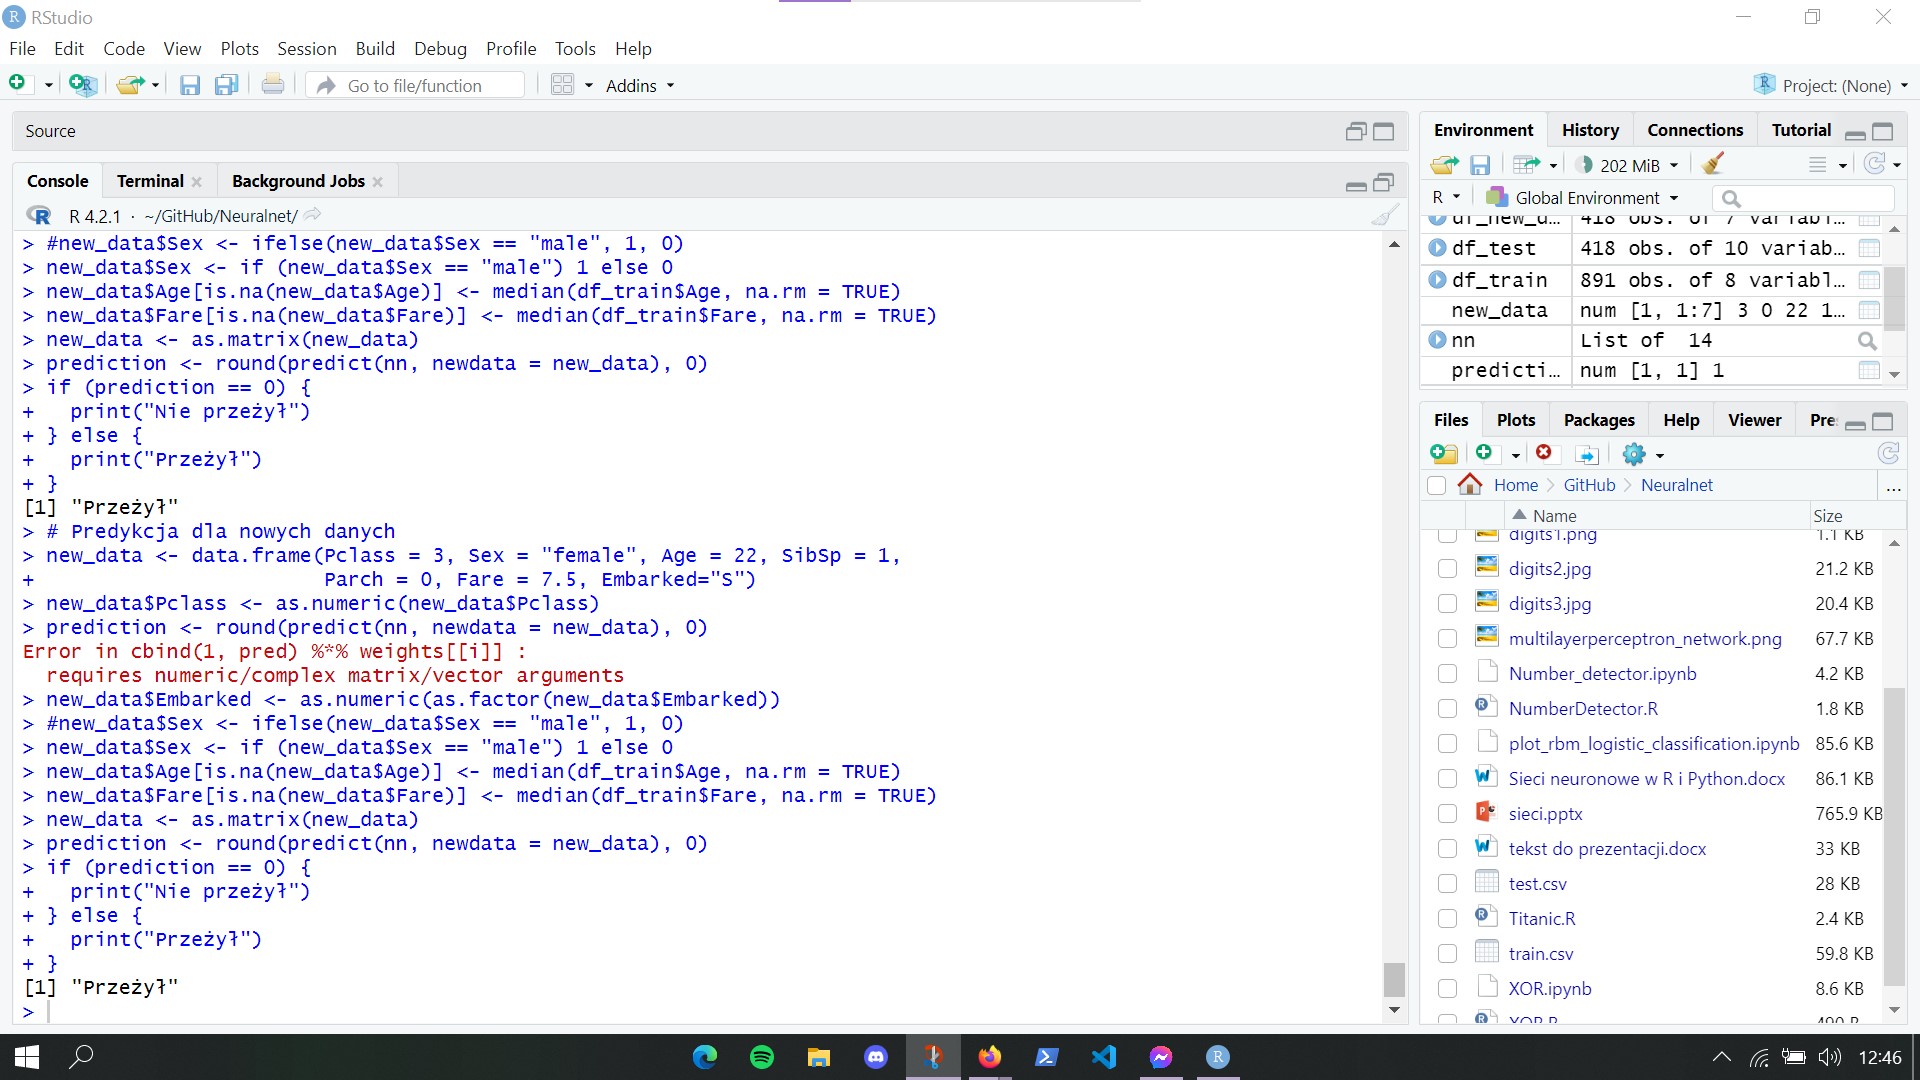 RStudio
File Edit Code View Plots Session Build Debug Profile Tools Help
Go to file/function Addins Project: (None)
Source
Console Terminal Background Jobs
R 4.2.1 · ~/GitHub/Neuralnet/
> #new_data$Sex <- ifelse(new_data$Sex == "male", 1, 0)
> new_data$Sex <- if (new_data$Sex == "male") 1 else 0
> new_data$Age[is.na(new_data$Age)] <- median(df_train$Age, na.rm = TRUE)
> new_data$Fare[is.na(new_data$Fare)] <- median(df_train$Fare, na.rm = TRUE)
> new_data <- as.matrix(new_data)
> prediction <- round(predict(nn, newdata = new_data), 0)
> if (prediction == 0) {
+   print("Nie przeżył")
+ } else {
+   print("Przeżył")
+ }
[1] "Przeżył"
> # Predykcja dla nowych danych
> new_data <- data.frame(Pclass = 3, Sex = "female", Age = 22, SibSp = 1,
+                        Parch = 0, Fare = 7.5, Embarked="S")
> new_data$Pclass <- as.numeric(new_data$Pclass)
> prediction <- round(predict(nn, newdata = new_data), 0)
Error in cbind(1, pred) %*% weights[[i]] :
  requires numeric/complex matrix/vector arguments
> new_data$Embarked <- as.numeric(as.factor(new_data$Embarked))
> #new_data$Sex <- ifelse(new_data$Sex == "male", 1, 0)
> new_data$Sex <- if (new_data$Sex == "male") 1 else 0
> new_data$Age[is.na(new_data$Age)] <- median(df_train$Age, na.rm = TRUE)
> new_data$Fare[is.na(new_data$Fare)] <- median(df_train$Fare, na.rm = TRUE)
> new_data <- as.matrix(new_data)
> prediction <- round(predict(nn, newdata = new_data), 0)
> if (prediction == 0) {
+   print("Nie przeżył")
+ } else {
+   print("Przeżył")
+ }
[1] "Przeżył"
>
Environment History Connections Tutorial
202 MiB
R Global Environment
df_new_d... 418 obs. of 7 variabl...
df_test 418 obs. of 10 variab...
df_train 891 obs. of 8 variabl...
new_data num [1, 1:7] 3 0 22 1...
nn List of 14
predicti... num [1, 1] 1
Files Plots Packages Help Viewer Pre
Home GitHub Neuralnet ...
Name Size
digits1.png 1.1 KB
digits2.jpg 21.2 KB
digits3.jpg 20.4 KB
multilayerperceptron_network.png 67.7 KB
Number_detector.ipynb 4.2 KB
NumberDetector.R 1.8 KB
plot_rbm_logistic_classification.ipynb 85.6 KB
Sieci neuronowe w R i Python.docx 86.1 KB
sieci.pptx 765.9 KB
tekst do prezentacji.docx 33 KB
test.csv 28 KB
Titanic.R 2.4 KB
train.csv 59.8 KB
XOR.ipynb 8.6 KB
XOR.R 490 B
12:46